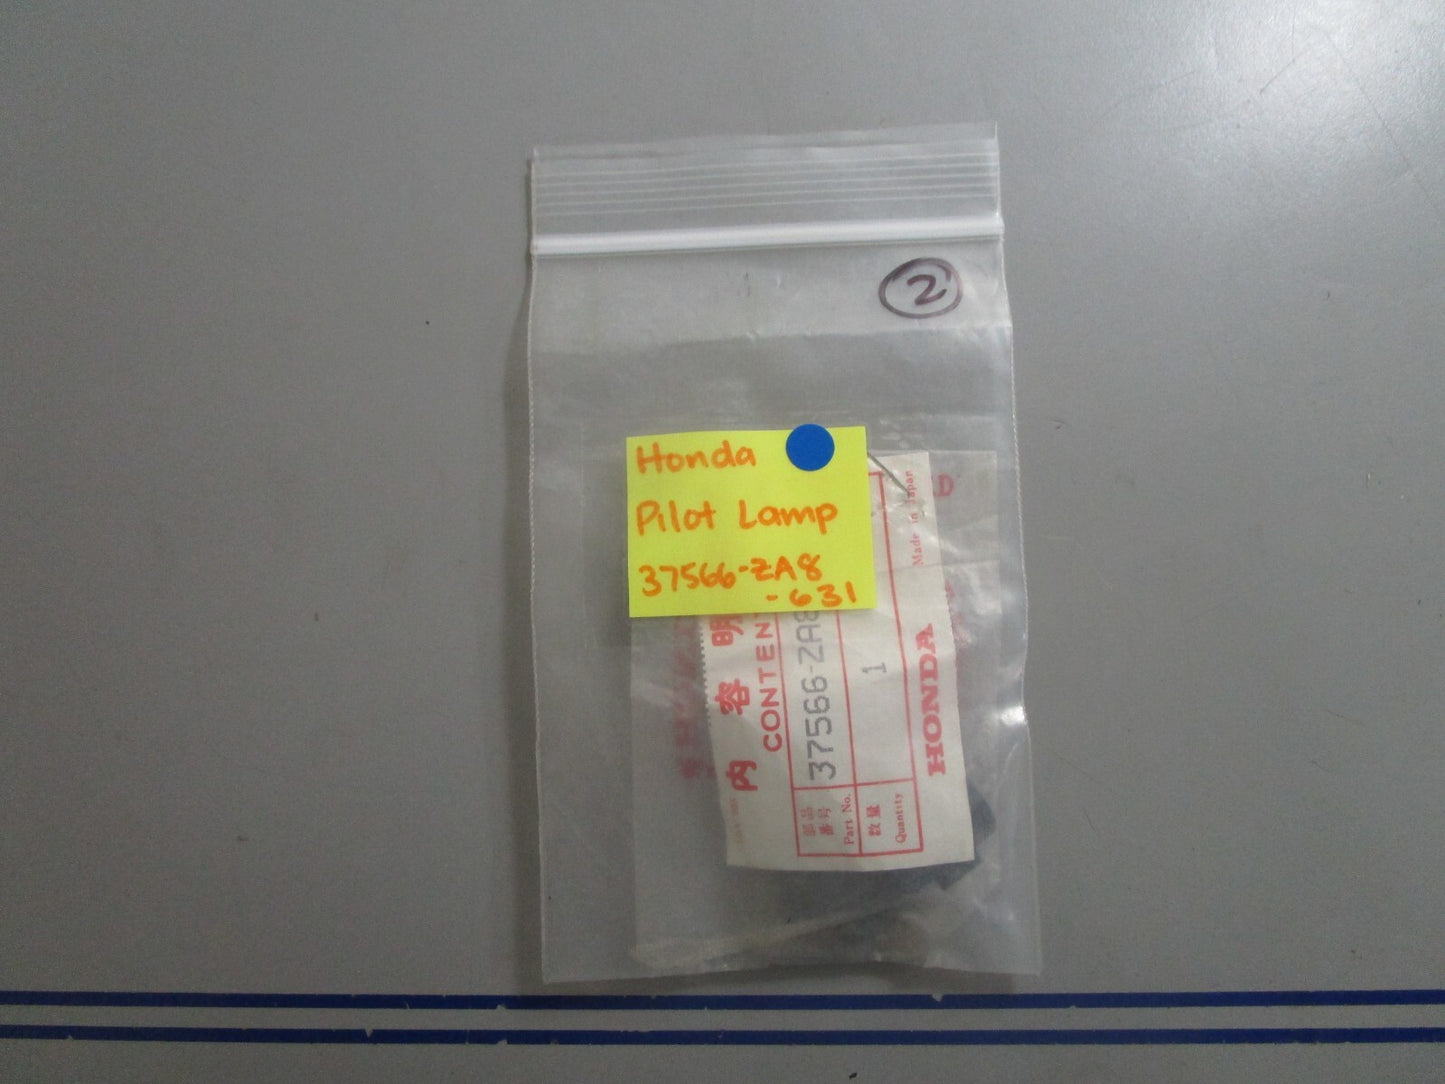 2
Honda
Pilot Lamp
37566-ZA8
-631
内容明
CONTEN
部品番号
Part No.
37566-ZA8
数量
Quantity
1
HONDA
Made in Japan